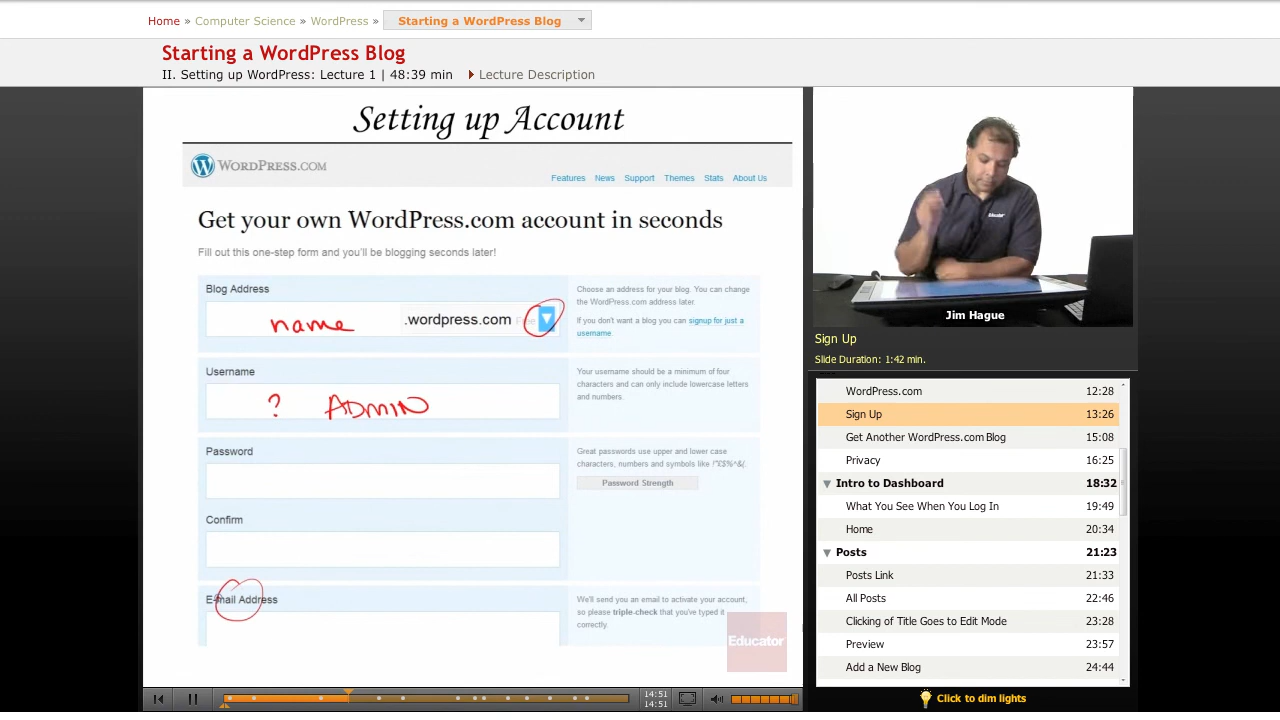 Home » Computer Science » WordPress » Starting a WordPress Blog
Starting a WordPress Blog
II. Setting up WordPress: Lecture 1 | 48:39 min Lecture Description
Setting up Account
WORDPRESS.COM
Features News Support Themes Stats About Us
Get your own WordPress.com account in seconds
Fill out this one-step form and you'll be blogging seconds later!
Blog Address
name .wordpress.com Free
Choose an address for your blog. You can change
the WordPress.com address later.
If you don't want a blog you can signup for just a
username.
Username
? ADMIN
Your username should be a minimum of four
characters and can only include lowercase letters
and numbers.
Password
Great passwords use upper and lower case
characters, numbers and symbols like !"£$%^&(.
Password Strength
Confirm
E-mail Address
We'll send you an email to activate your account,
so please triple-check that you've typed it
correctly.
Educator
14:51
14:51
Educator
Jim Hague
Sign Up
Slide Duration: 1:42 min.
WordPress.com 12:28
Sign Up 13:26
Get Another WordPress.com Blog 15:08
Privacy 16:25
Intro to Dashboard 18:32
What You See When You Log In 19:49
Home 20:34
Posts 21:23
Posts Link 21:33
All Posts 22:46
Clicking of Title Goes to Edit Mode 23:28
Preview 23:57
Add a New Blog 24:44
Click to dim lights